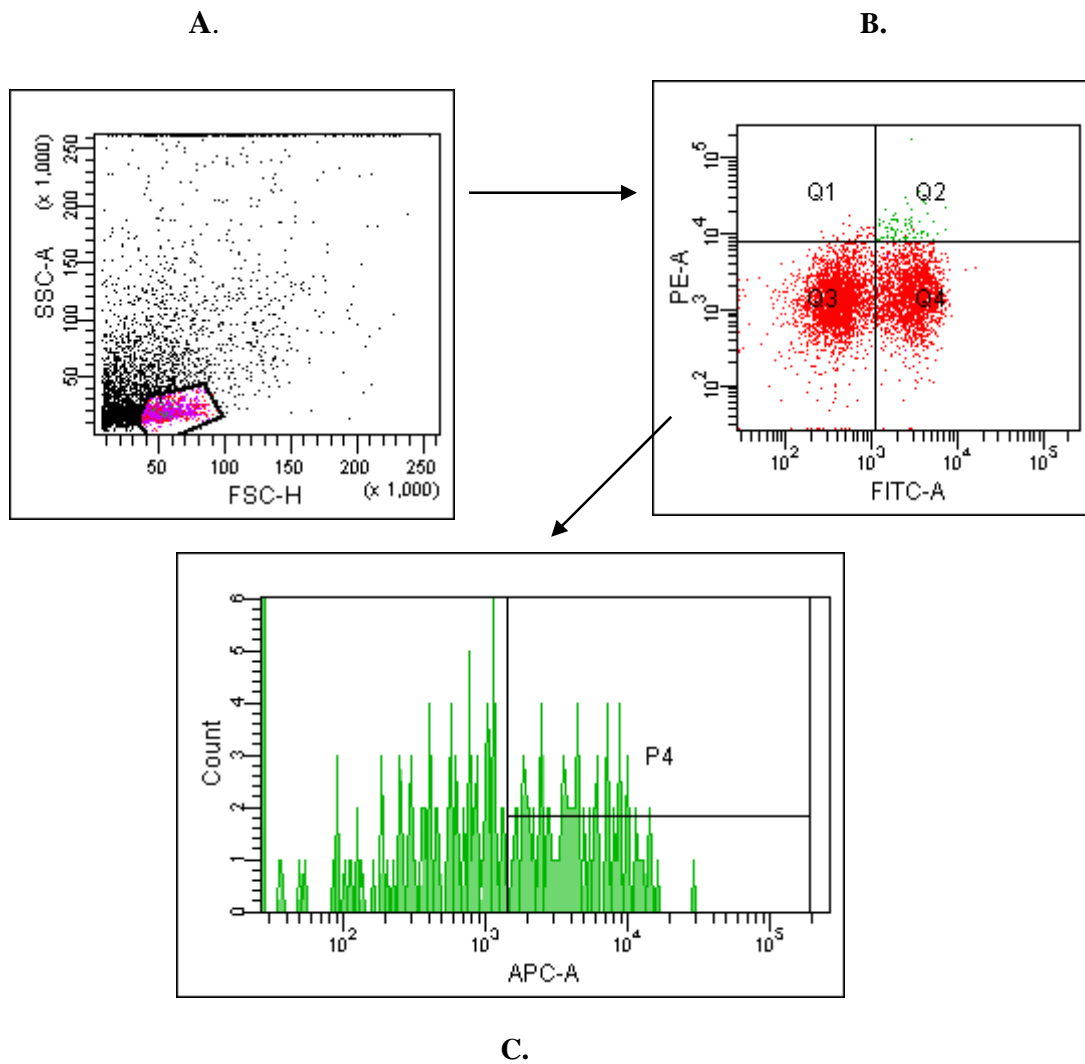 A.
B.
(x 1,000)
SSC-A
250
200
150
100
50
50 100 150 200 250
FSC-H
(x 1,000)
PE-A
10^5
10^4
10^3
10^2
Q1 Q2
Q3 Q4
10^2 10^3 10^4 10^5
FITC-A
Count
6
5
4
3
2
1
0
P4
10^2 10^3 10^4 10^5
APC-A
C.